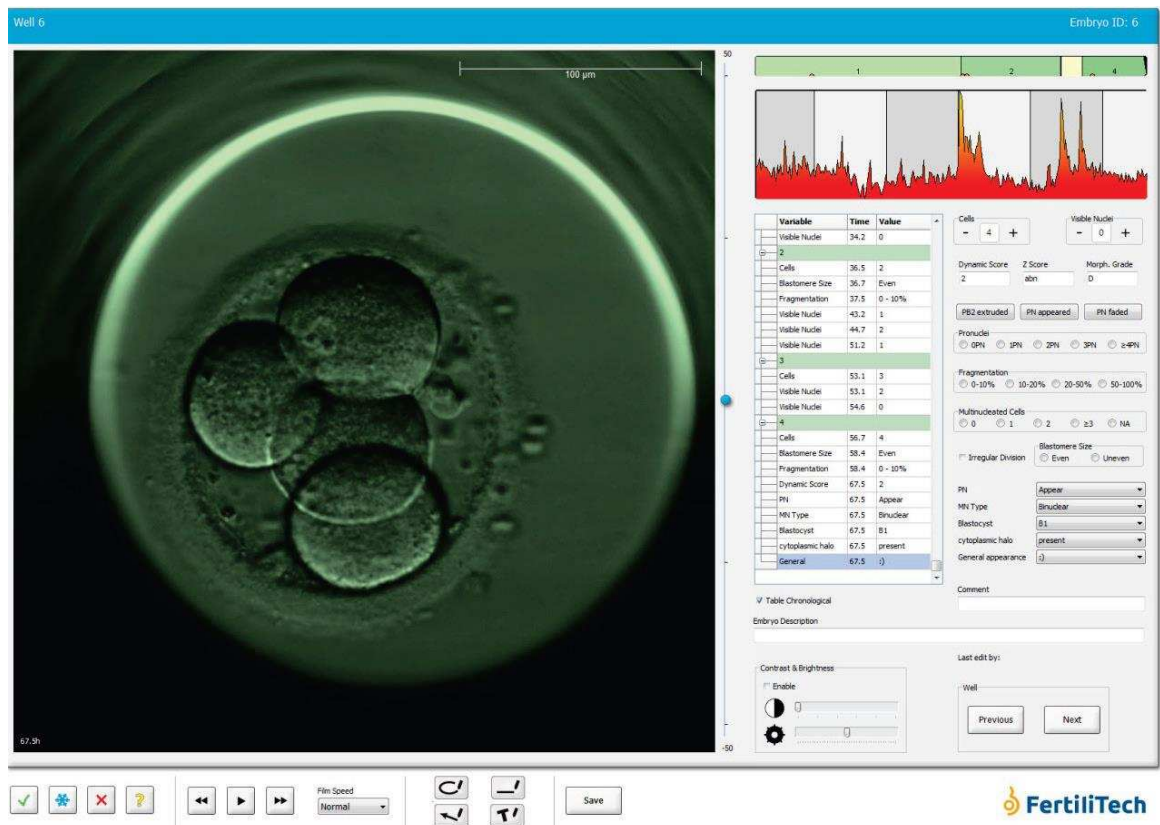 Well 6
Embryo ID: 6
100 µm
50
1 2 4
Variable Time Value
Visible Nuclei 34.2 0
2
Cells 36.5 2
Blastomere Size 36.7 Even
Fragmentation 37.5 0 - 10%
Visible Nuclei 43.2 1
Visible Nuclei 44.7 2
Visible Nuclei 51.2 1
3
Cells 53.1 3
Visible Nuclei 53.1 2
Visible Nuclei 54.6 0
4
Cells 56.7 4
Blastomere Size 58.4 Even
Fragmentation 58.4 0 - 10%
Dynamic Score 67.5 2
PN 67.5 Appear
MN Type 67.5 Binuclear
Blastocyst 67.5 B1
cytoplasmic halo 67.5 present
General 67.5 :)
Cells Visible Nuclei
- 4 + - 0 +
Dynamic Score Z Score Morph. Grade
2 abn D
PB2 extruded PN appeared PN faded
Pronuclei
0PN 1PN 2PN 3PN ≥4PN
Fragmentation
0-10% 10-20% 20-50% 50-100%
Multinucleated Cells
0 1 2 ≥3 NA
Blastomere Size
Irregular Division Even Uneven
PN Appear
MN Type Binuclear
Blastocyst B1
cytoplasmic halo present
General appearance :)
Comment
Table Chronological
Embryo Description
Last edit by:
Contrast & Brightness
Enable
Well
Previous Next
67.5h
-50
Film Speed
Normal
Save
FertiliTech